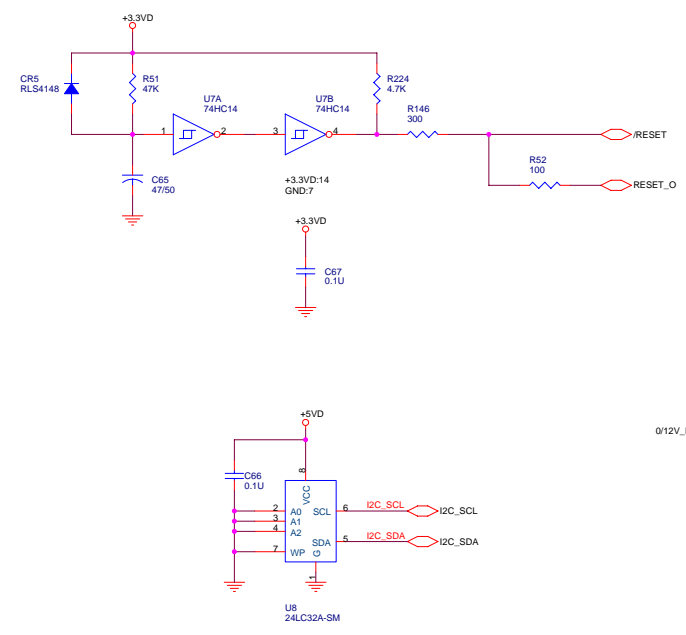 +3.3VD
CR5
RLS4148
R51
47K
U7A
74HC14
U7B
74HC14
R224
4.7K
R146
300
1
2
3
4
/RESET
R52
100
RESET_O
C65
47/50
+3.3VD:14
GND:7
+3.3VD
C67
0.1U
+5VD
0/12V_
C66
0.1U
8
VCC
2
A0
3
A1
4
A2
7
WP
SCL
6
I2C_SCL
I2C_SCL
SDA
5
I2C_SDA
I2C_SDA
G
1
U8
24LC32A-SM